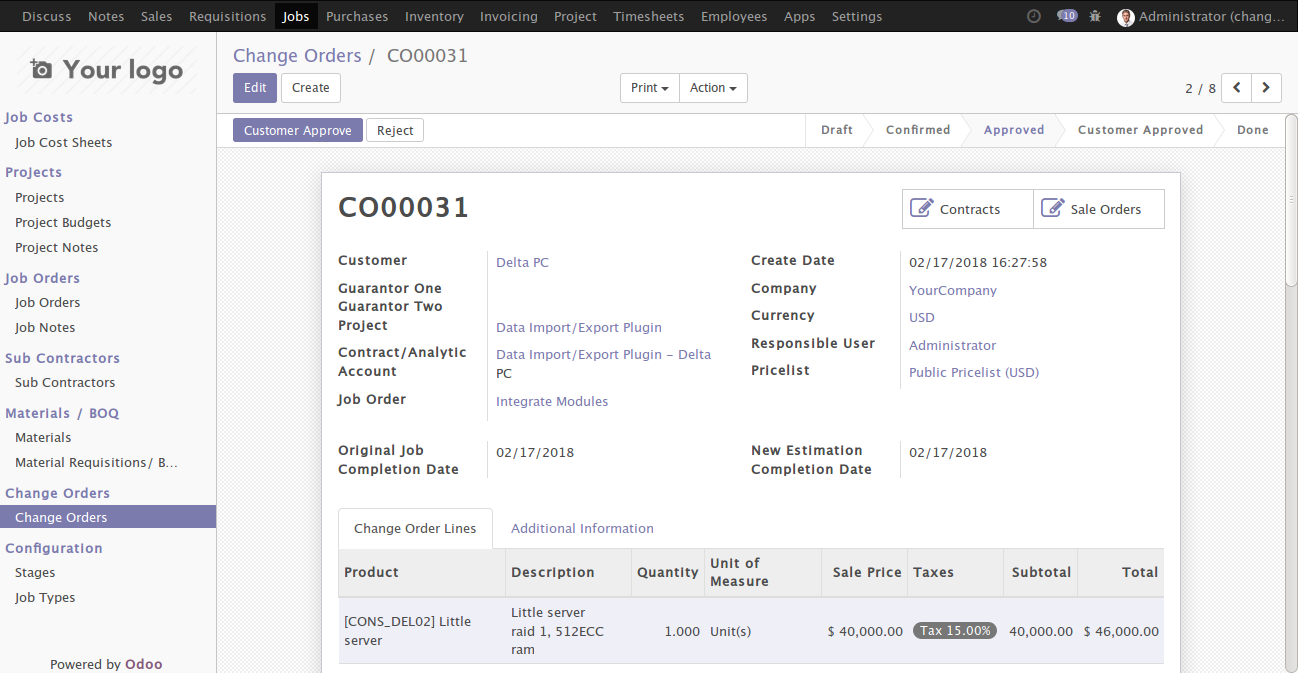 Discuss Notes Sales Requisitions Jobs Purchases Inventory Invoicing Project Timesheets Employees Apps Settings 10 Administrator (chang...
Your logo
Job Costs
Job Cost Sheets
Projects
Projects
Project Budgets
Project Notes
Job Orders
Job Orders
Job Notes
Sub Contractors
Sub Contractors
Materials / BOQ
Materials
Material Requisitions/ B...
Change Orders
Change Orders
Configuration
Stages
Job Types
Powered by Odoo
Change Orders / CO00031
Edit Create Print Action 2 / 8
Customer Approve Reject Draft Confirmed Approved Customer Approved Done
CO00031
Contracts Sale Orders
Customer Delta PC
Guarantor One
Guarantor Two
Project Data Import/Export Plugin
Contract/Analytic Data Import/Export Plugin – Delta
Account PC
Job Order Integrate Modules
Create Date 02/17/2018 16:27:58
Company YourCompany
Currency USD
Responsible User Administrator
Pricelist Public Pricelist (USD)
Original Job 02/17/2018
Completion Date
New Estimation 02/17/2018
Completion Date
Change Order Lines Additional Information
Product Description Quantity Unit of Measure Sale Price Taxes Subtotal Total
[CONS_DEL02] Little server Little server raid 1, 512ECC ram 1.000 Unit(s) $ 40,000.00 Tax 15.00% 40,000.00 $ 46,000.00